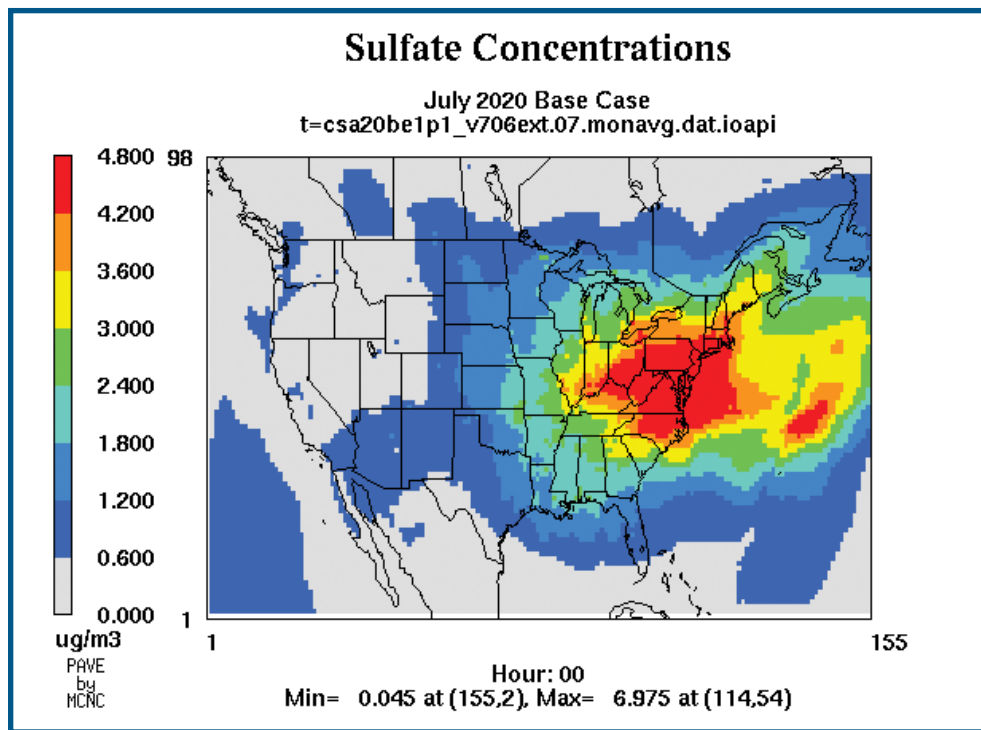 Sulfate Concentrations
July 2020 Base Case
t=csa20be1p1_v706ext.07.monavg.dat.ioapi
4.800
4.200
3.600
3.000
2.400
1.800
1.200
0.600
0.000
ug/m3
PAVE
by
MCNC
98
1
1
155
Hour: 00
Min= 0.045 at (155,2), Max= 6.975 at (114,54)